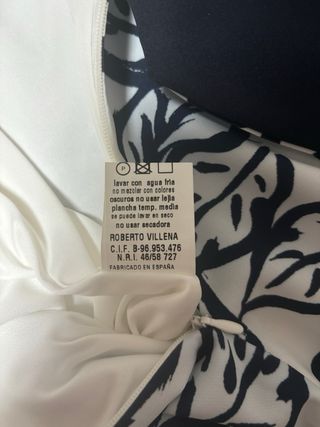 P
lavar con agua fria
no mezclar con colores
oscuros no usar lejia
plancha temp. media
se puede lavar en seco
no usar secadora
ROBERTO VILLENA
C.I.F. B-96.953.476
N.R.I. 46/58 727
FABRICADO EN ESPAÑA